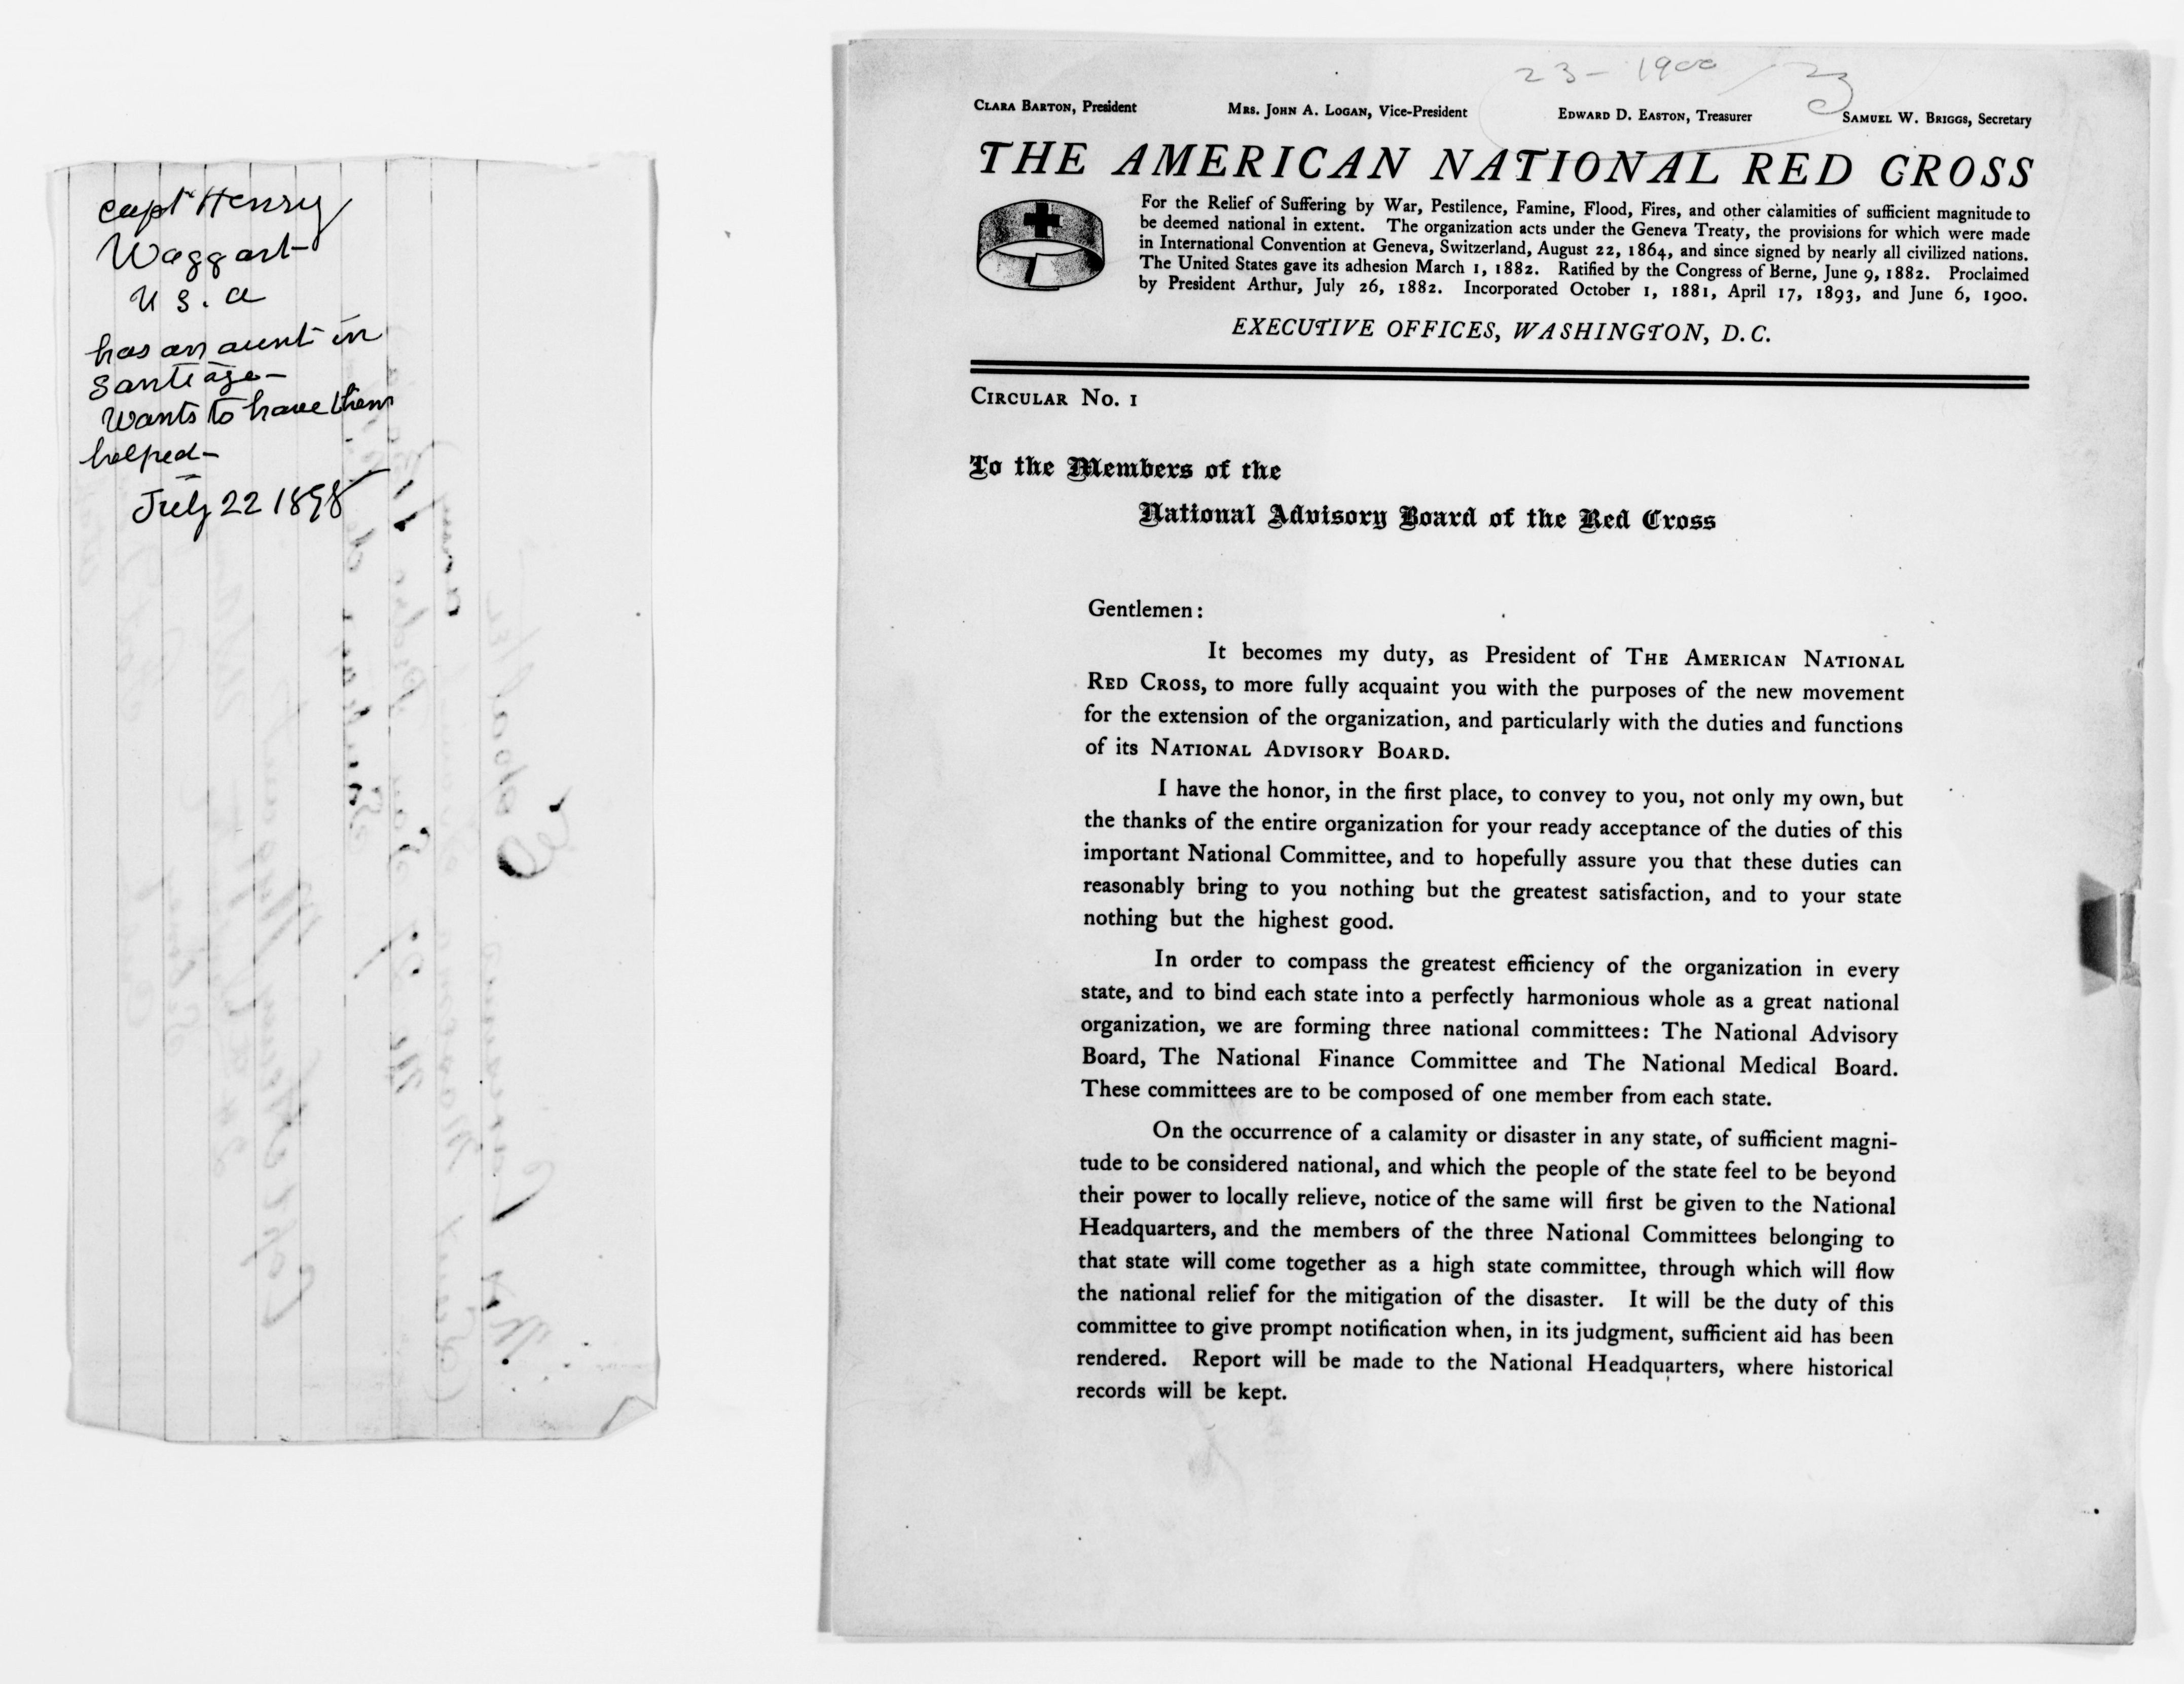 Capt Henry
Waggart
U S. a
has an aunt in
Santiago–
Wants to have them
helped–
July 22 1898
23– 1900
CLARA BARTON, President
MRS. JOHN A. LOGAN, Vice-President
EDWARD D. EASTON, Treasurer
SAMUEL W. BRIGGS, Secretary
THE AMERICAN NATIONAL RED CROSS
For the Relief of Suffering by War, Pestilence, Famine, Flood, Fires, and other calamities of sufficient magnitude to
be deemed national in extent. The organization acts under the Geneva Treaty, the provisions for which were made
in International Convention at Geneva, Switzerland, August 22, 1864, and since signed by nearly all civilized nations.
The United States gave its adhesion March 1, 1882. Ratified by the Congress of Berne, June 9, 1882. Proclaimed
by President Arthur, July 26, 1882. Incorporated October 1, 1881, April 17, 1893, and June 6, 1900.
EXECUTIVE OFFICES, WASHINGTON, D.C.
CIRCULAR No. 1
To the Members of the
National Advisory Board of the Red Cross
Gentlemen:
It becomes my duty, as President of THE AMERICAN NATIONAL
RED CROSS, to more fully acquaint you with the purposes of the new movement
for the extension of the organization, and particularly with the duties and functions
of its NATIONAL ADVISORY BOARD.
I have the honor, in the first place, to convey to you, not only my own, but
the thanks of the entire organization for your ready acceptance of the duties of this
important National Committee, and to hopefully assure you that these duties can
reasonably bring to you nothing but the greatest satisfaction, and to your state
nothing but the highest good.
In order to compass the greatest efficiency of the organization in every
state, and to bind each state into a perfectly harmonious whole as a great national
organization, we are forming three national committees: The National Advisory
Board, The National Finance Committee and The National Medical Board.
These committees are to be composed of one member from each state.
On the occurrence of a calamity or disaster in any state, of sufficient magni-
tude to be considered national, and which the people of the state feel to be beyond
their power to locally relieve, notice of the same will first be given to the National
Headquarters, and the members of the three National Committees belonging to
that state will come together as a high state committee, through which will flow
the national relief for the mitigation of the disaster. It will be the duty of this
committee to give prompt notification when, in its judgment, sufficient aid has been
rendered. Report will be made to the National Headquarters, where historical
records will be kept.